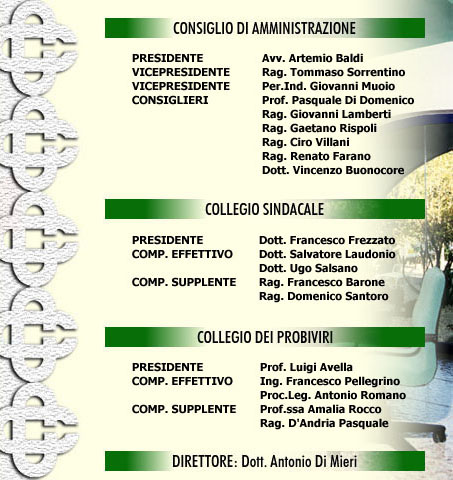 CONSIGLIO DI AMMINISTRAZIONE
PRESIDENTE Avv. Artemio Baldi
VICEPRESIDENTE Rag. Tommaso Sorrentino
VICEPRESIDENTE Per.Ind. Giovanni Muoio
CONSIGLIERI Prof. Pasquale Di Domenico
Rag. Giovanni Lamberti
Rag. Gaetano Rispoli
Rag. Ciro Villani
Rag. Renato Farano
Dott. Vincenzo Buonocore
COLLEGIO SINDACALE
PRESIDENTE Dott. Francesco Frezzato
COMP. EFFETTIVO Dott. Salvatore Laudonio
Dott. Ugo Salsano
COMP. SUPPLENTE Rag. Francesco Barone
Rag. Domenico Santoro
COLLEGIO DEI PROBIVIRI
PRESIDENTE Prof. Luigi Avella
COMP. EFFETTIVO Ing. Francesco Pellegrino
Proc.Leg. Antonio Romano
COMP. SUPPLENTE Prof.ssa Amalia Rocco
Rag. D'Andria Pasquale
DIRETTORE: Dott. Antonio Di Mieri